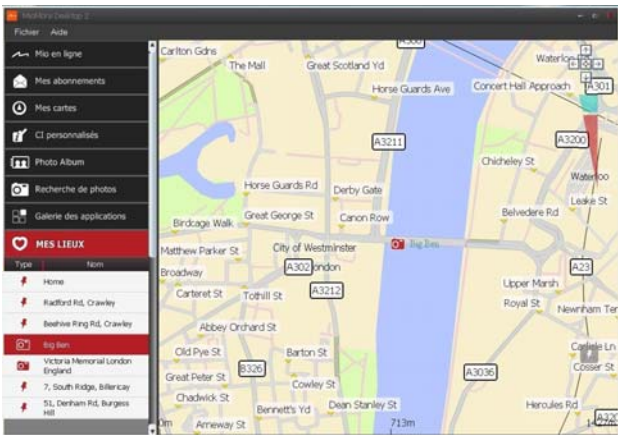 MioMore Desktop 2
Fichier Aide
Mio en ligne
Mes abonnements
Mes cartes
CI personnalisés
Photo Album
Recherche de photos
Galerie des applications
MES LIEUX
Type Nom
Home
Radford Rd, Crawley
Beehive Ring Rd, Crawley
Big Ben
Victoria Memorial London
England
7, South Ridge, Billericay
51, Denham Rd, Burgess
Hill
Carlton Gdns
The Mall
Great Scotland Yd
Horse Guards Ave
Concert Hall Approach
A301
A3211
A3200
Chicheley St
Waterloo
Horse Guards Rd
Derby Gate
Leake St
Birdcage Walk
Great George St
Canon Row
Belvedere Rd
Matthew Parker St
City of Westminster
Big Ben
Broadway
A302
ondon
A23
Carteret St
Tothill St
A3212
Upper Marsh
Royal St
Newnham Ter
Abbey Orchard St
Old Pye St
Barton St
Carlisle Ln
Cosser St
Great Peter St
B326
A3036
Cowley St
Chadwick St
Bennett's Yd
Dean Stanley St
Hercules Rd
Arneway St
0m
713m
1427m